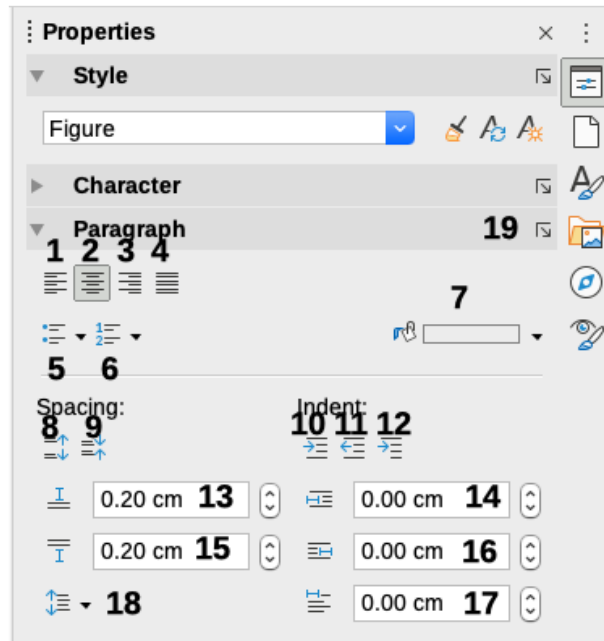 Properties
Style
Figure
Character
Paragraph 19
1 2 3 4
7
5 6
Spacing: Indent:
8 9 10 11 12
0.20 cm 13 0.00 cm 14
0.20 cm 15 0.00 cm 16
18 0.00 cm 17